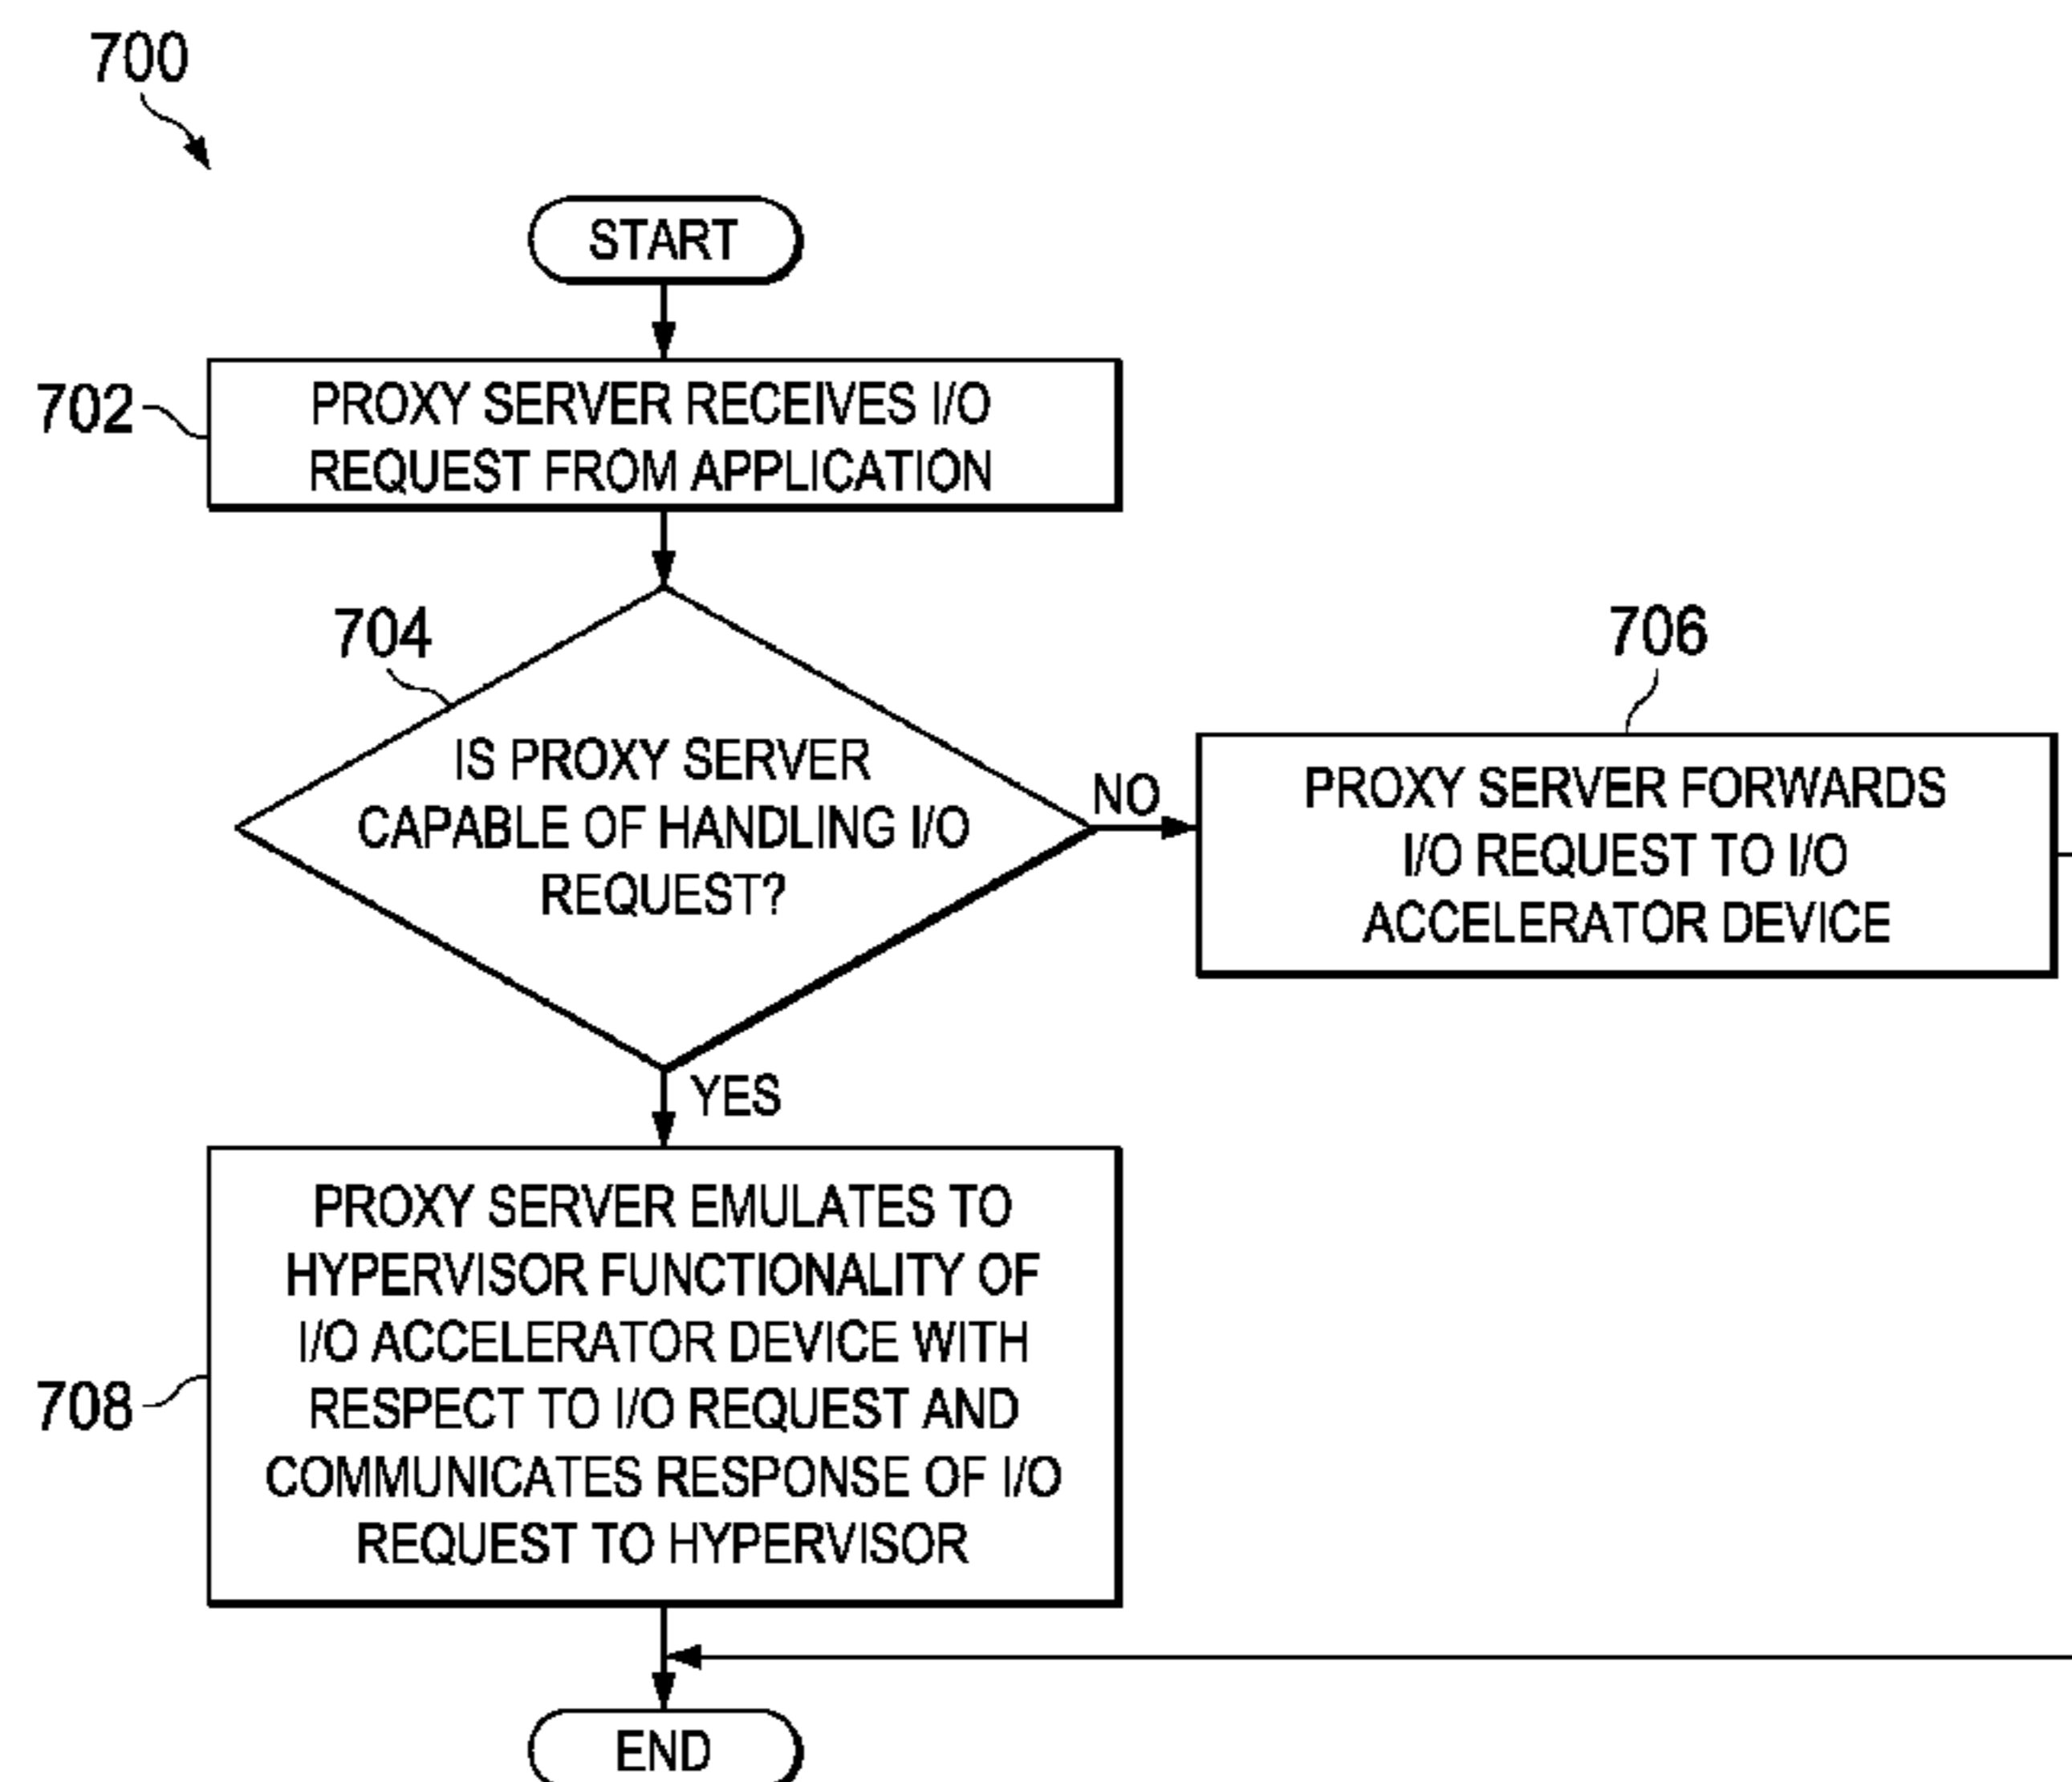 700
START
702
PROXY SERVER RECEIVES I/O
REQUEST FROM APPLICATION
704
IS PROXY SERVER
CAPABLE OF HANDLING I/O
REQUEST?
NO
706
PROXY SERVER FORWARDS
I/O REQUEST TO I/O
ACCELERATOR DEVICE
YES
708
PROXY SERVER EMULATES TO
HYPERVISOR FUNCTIONALITY OF
I/O ACCELERATOR DEVICE WITH
RESPECT TO I/O REQUEST AND
COMMUNICATES RESPONSE OF I/O
REQUEST TO HYPERVISOR
END